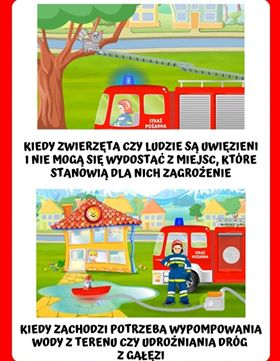 STRAŻ
POŻARNA
KIEDY ZWIERZĘTA CZY LUDZIE SĄ UWIĘZIENI
I NIE MOGĄ SIĘ WYDOSTAĆ Z MIEJSC, KTÓRE
STANOWIĄ DLA NICH ZAGROŻENIE
STRAŻ
POŻARNA
KIEDY ZACHODZI POTRZEBA WYPOMPOWANIA
WODY Z TERENU CZY UDROŻNIANIA DRÓG
Z GAŁĘZI